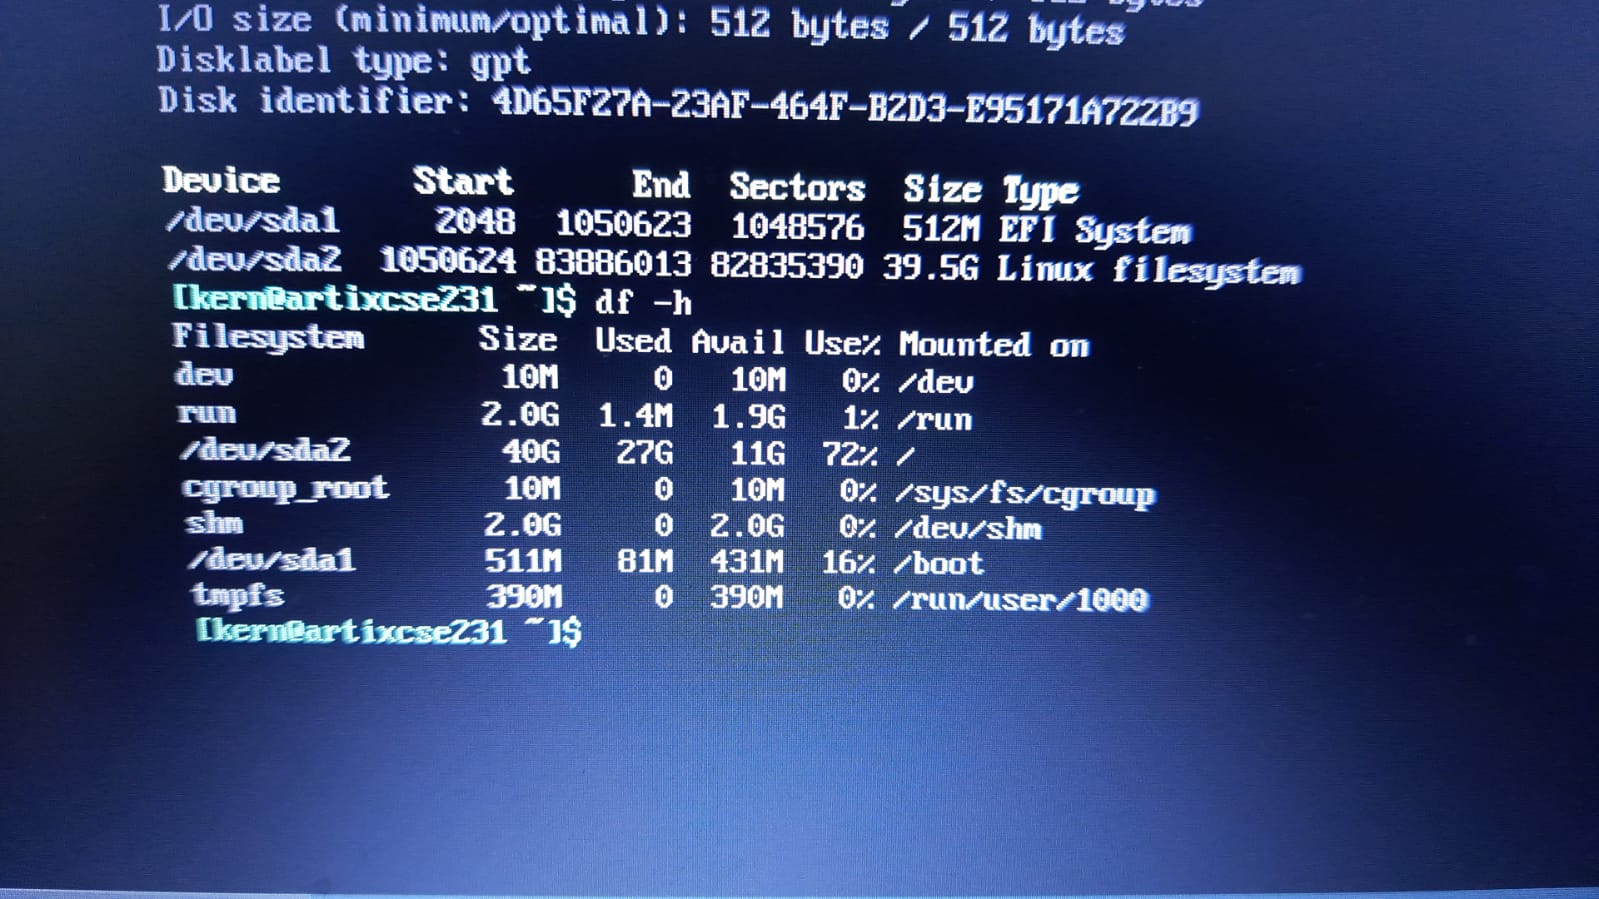 I/O size (minimum/optimal): 512 bytes / 512 bytes
Disklabel type: gpt
Disk identifier: 4D65F27A-23AF-464F-B2D3-E95171A722B9
Device Start End Sectors Size Type
/dev/sda1 2048 1050623 1048576 512M EFI System
/dev/sda2 1050624 83886013 82835390 39.5G Linux filesystem
[kern@artixcse231 ~]$ df -h
Filesystem Size Used Avail Use% Mounted on
dev 10M 0 10M 0% /dev
run 2.0G 1.4M 1.9G 1% /run
/dev/sda2 40G 27G 11G 72% /
cgroup_root 10M 0 10M 0% /sys/fs/cgroup
shm 2.0G 0 2.0G 0% /dev/shm
/dev/sda1 511M 81M 431M 16% /boot
tmpfs 390M 0 390M 0% /run/user/1000
[kern@artixcse231 ~]$